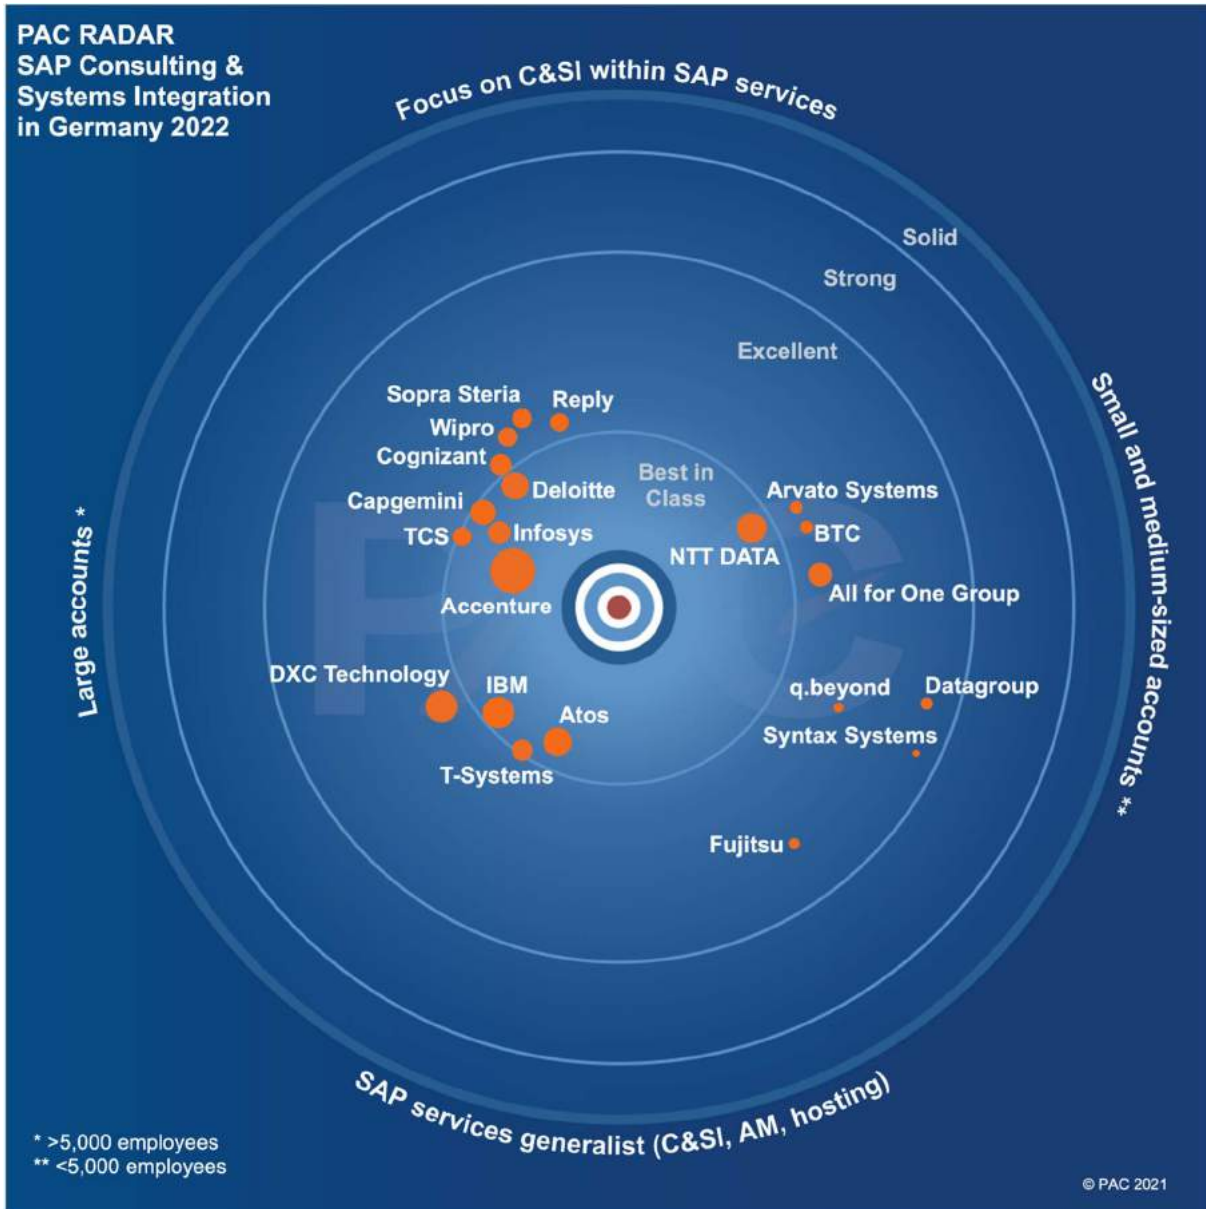 PAC RADAR
SAP Consulting &
Systems Integration
in Germany 2022
Focus on C&SI within SAP services
Solid
Strong
Excellent
Best in
Class
Small and medium-sized accounts **
Large accounts *
Sopra Steria
Reply
Wipro
Cognizant
Deloitte
Capgemini
TCS
Infosys
Accenture
Arvato Systems
BTC
NTT DATA
All for One Group
DXC Technology
IBM
Atos
T-Systems
q.beyond
Datagroup
Syntax Systems
Fujitsu
PAC
SAP services generalist (C&SI, AM, hosting)
* >5,000 employees
** <5,000 employees
© PAC 2021